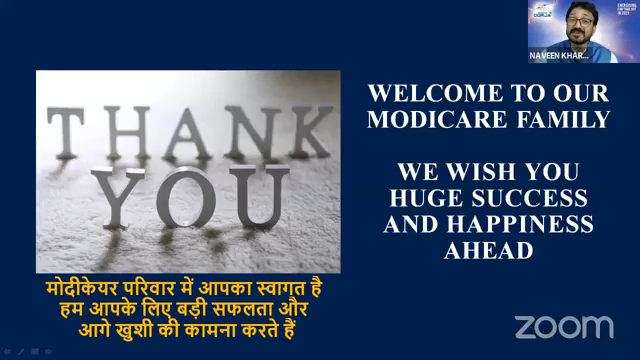 NAVEEN KHAR...
THANK
YOU
WELCOME TO OUR
MODICARE FAMILY
WE WISH YOU
HUGE SUCCESS
AND HAPPINESS
AHEAD
मोदीकेयर परिवार में आपका स्वागत है
हम आपके लिए बड़ी सफलता और
आगे खुशी की कामना करते हैं
zoom